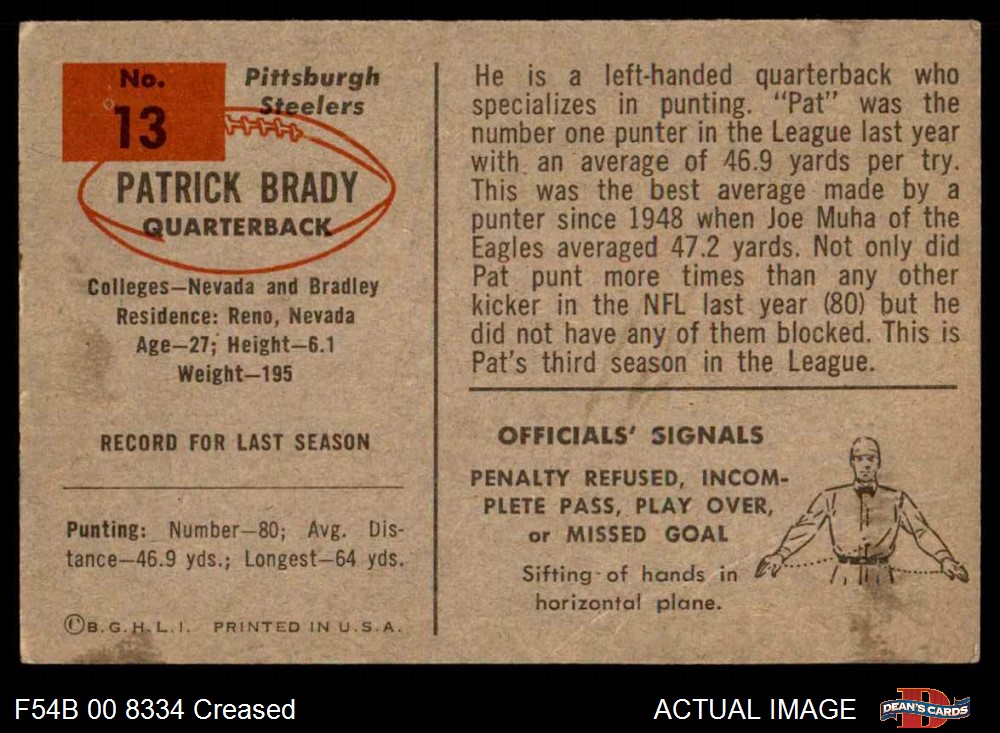 No.
13
Pittsburgh
Steelers
PATRICK BRADY
QUARTERBACK
Colleges—Nevada and Bradley
Residence: Reno, Nevada
Age—27; Height—6.1
Weight—195
RECORD FOR LAST SEASON
Punting: Number—80; Avg. Dis-
tance—46.9 yds.; Longest—64 yds.
©B.G.H.L.I. PRINTED IN U.S.A.
He is a left-handed quarterback who
specializes in punting. "Pat" was the
number one punter in the League last year
with an average of 46.9 yards per try.
This was the best average made by a
punter since 1948 when Joe Muha of the
Eagles averaged 47.2 yards. Not only did
Pat punt more times than any other
kicker in the NFL last year (80) but he
did not have any of them blocked. This is
Pat's third season in the League.
OFFICIALS' SIGNALS
PENALTY REFUSED, INCOM-
PLETE PASS, PLAY OVER,
or MISSED GOAL
Sifting of hands in
horizontal plane.
F54B 00 8334 Creased
ACTUAL IMAGE
DEAN'S CARDS